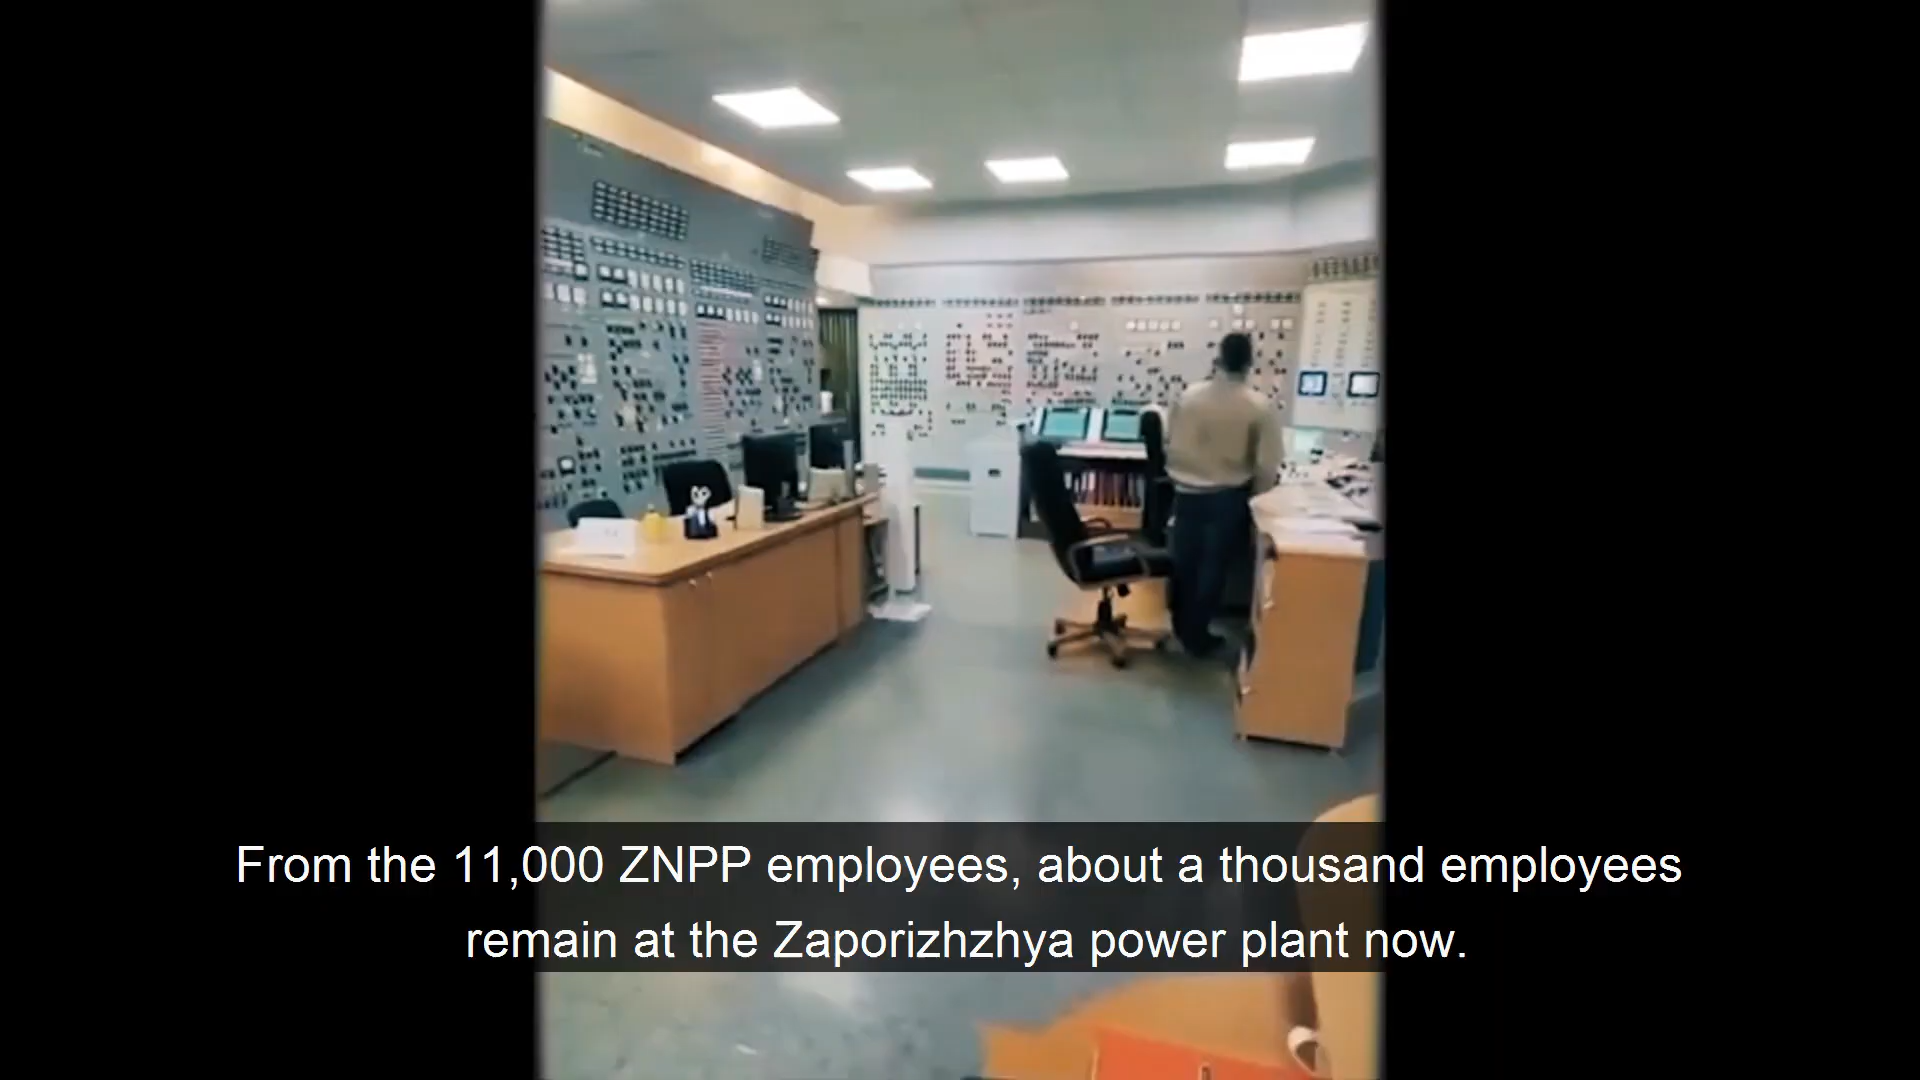 From the 11,000 ZNPP employees, about a thousand employees
remain at the Zaporizhzhya power plant now.